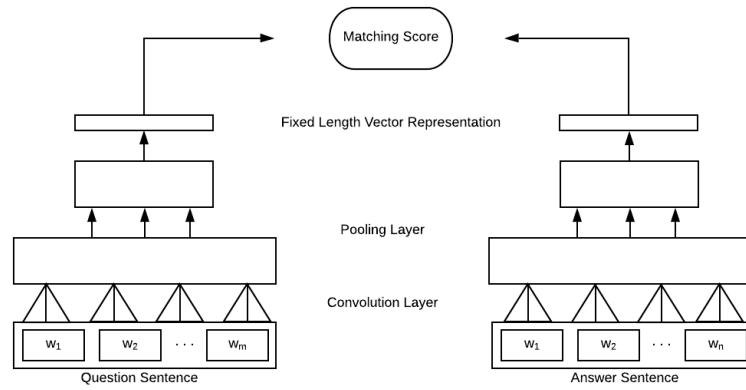 Matching Score
Fixed Length Vector Representation
Pooling Layer
Convolution Layer
w1 w2 ... wm
w1 w2 ... wn
Question Sentence
Answer Sentence